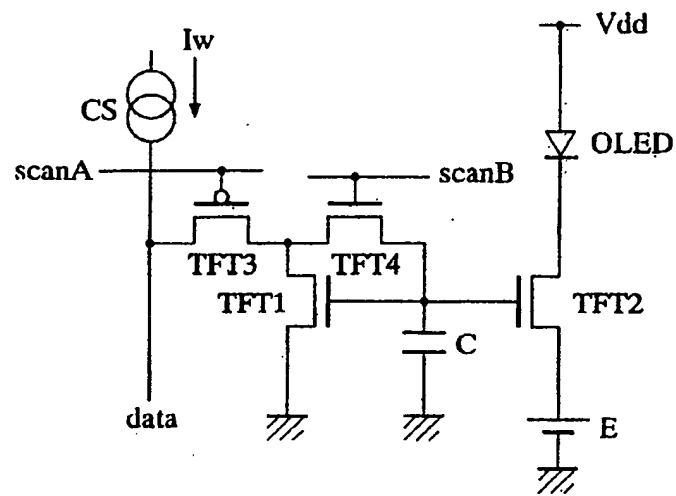 Iw
Vdd
CS
OLED
scanA
scanB
TFT3
TFT4
TFT1
TFT2
C
data
E